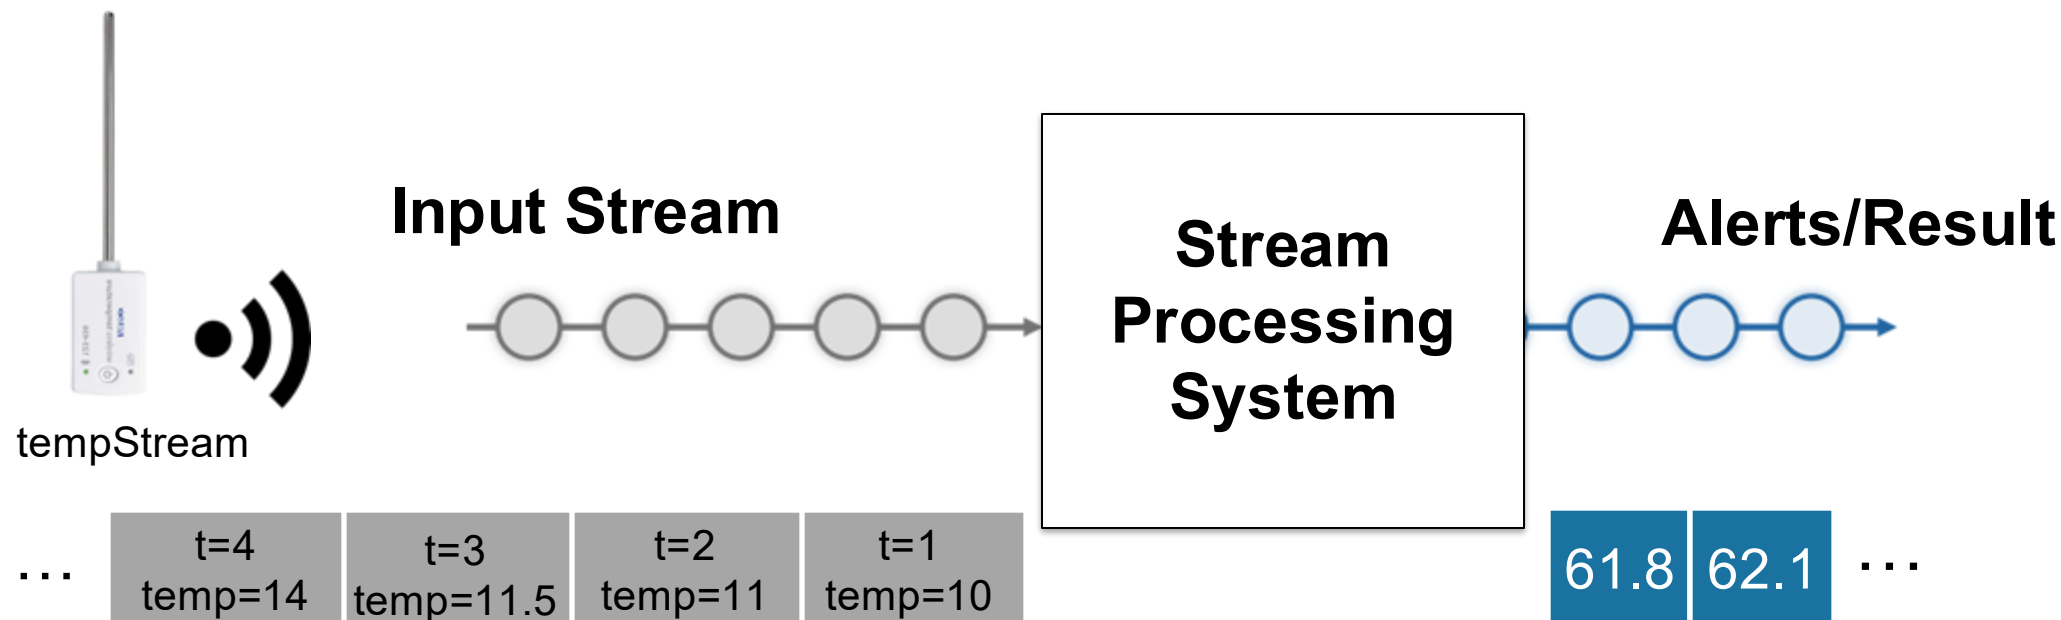 Input Stream
Stream
Processing
System
Alerts/Result
tempStream
...
t=4
temp=14
t=3
temp=11.5
t=2
temp=11
t=1
temp=10
61.8
62.1
...